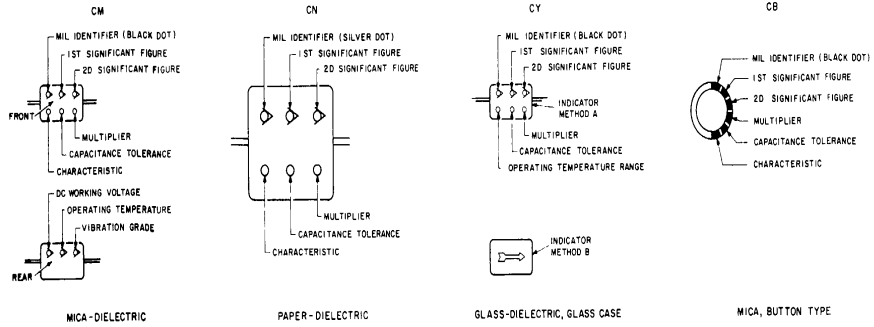 CM
MIL IDENTIFIER (BLACK DOT)
1ST SIGNIFICANT FIGURE
2D SIGNIFICANT FIGURE
FRONT
MULTIPLIER
CAPACITANCE TOLERANCE
CHARACTERISTIC
DC WORKING VOLTAGE
OPERATING TEMPERATURE
VIBRATION GRADE
REAR
MICA-DIELECTRIC
CN
MIL IDENTIFIER (SILVER DOT)
1ST SIGNIFICANT FIGURE
2D SIGNIFICANT FIGURE
MULTIPLIER
CAPACITANCE TOLERANCE
CHARACTERISTIC
PAPER-DIELECTRIC
CY
MIL IDENTIFIER (BLACK DOT)
1ST SIGNIFICANT FIGURE
2D SIGNIFICANT FIGURE
INDICATOR
METHOD A
MULTIPLIER
CAPACITANCE TOLERANCE
OPERATING TEMPERATURE RANGE
INDICATOR
METHOD B
GLASS-DIELECTRIC, GLASS CASE
CB
MIL IDENTIFIER (BLACK DOT)
1ST SIGNIFICANT FIGURE
2D SIGNIFICANT FIGURE
MULTIPLIER
CAPACITANCE TOLERANCE
CHARACTERISTIC
MICA, BUTTON TYPE